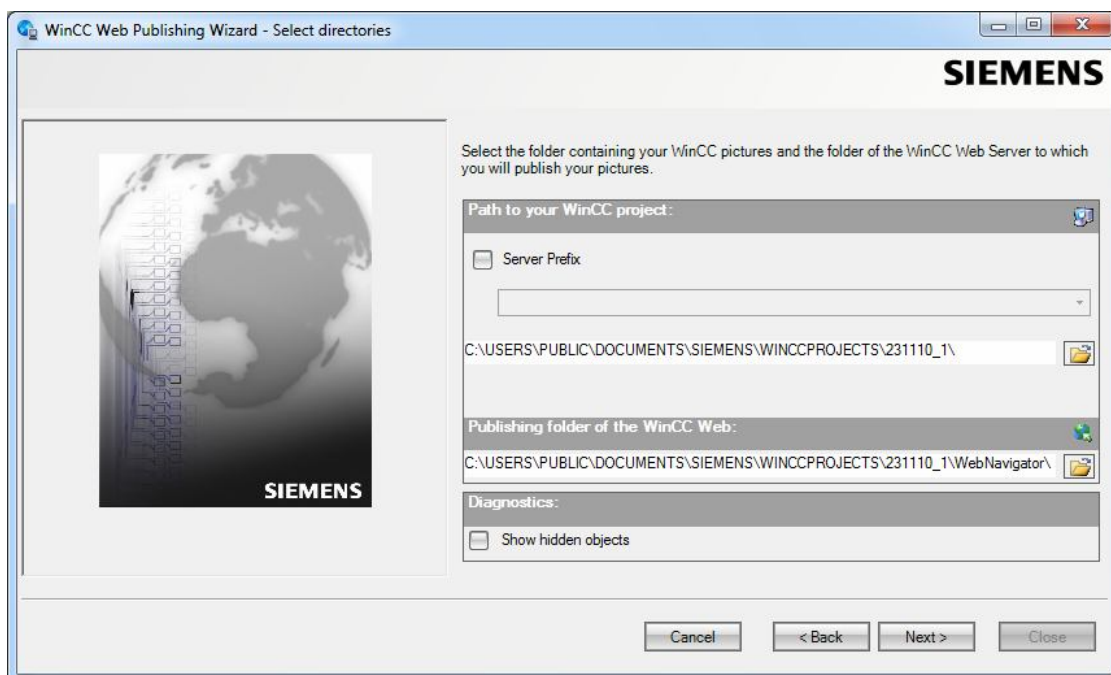 WinCC Web Publishing Wizard - Select directories
SIEMENS
Select the folder containing your WinCC pictures and the folder of the WinCC Web Server to which
you will publish your pictures.
Path to your WinCC project:
Server Prefix
C:\USERS\PUBLIC\DOCUMENTS\SIEMENS\WINCCPROJECTS\231110_1\
Publishing folder of the WinCC Web:
C:\USERS\PUBLIC\DOCUMENTS\SIEMENS\WINCCPROJECTS\231110_1\WebNavigator\
SIEMENS
Diagnostics:
Show hidden objects
Cancel
< Back
Next >
Close